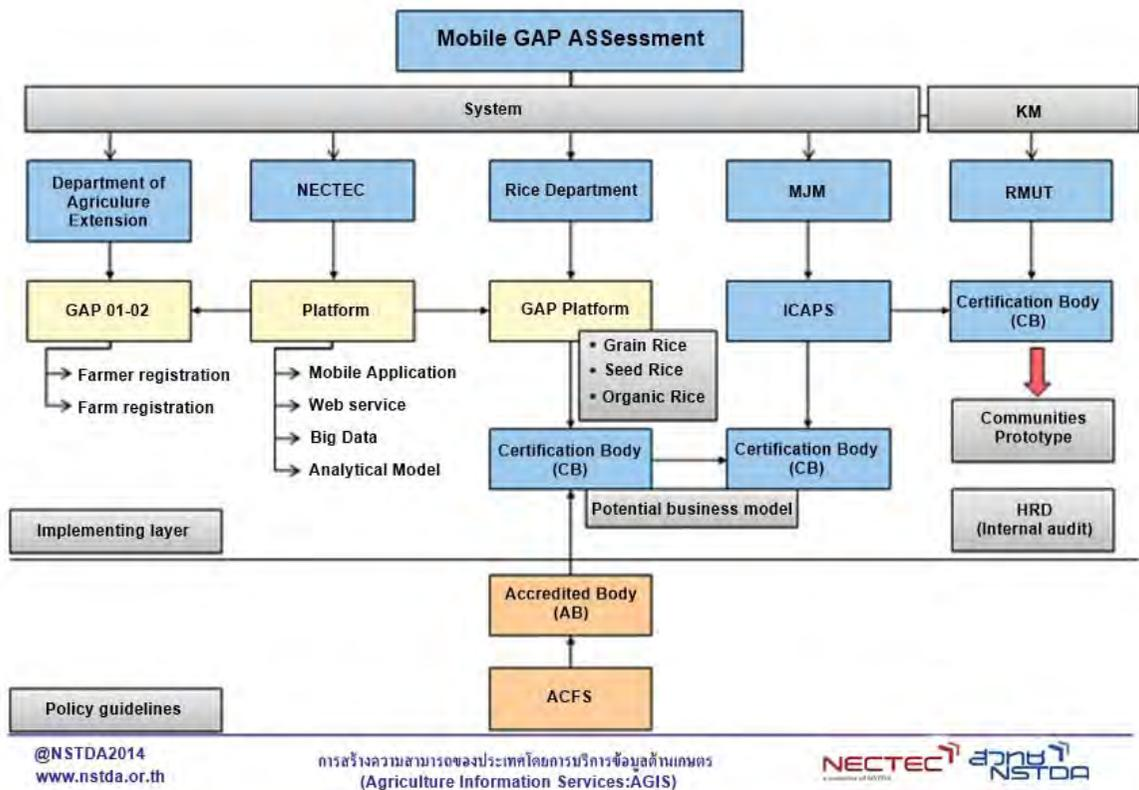 Mobile GAP ASSessment
System
KM
Department of
Agriculure
Extension
NECTEC
Rice Department
MJM
RMUT
GAP 01-02
Platform
GAP Platform
ICAPS
Certification Body
(CB)
Farmer registration
Farm registration
Mobile Application
Web service
Big Data
Analytical Model
• Grain Rice
• Seed Rice
• Organic Rice
Communities
Prototype
Certification Body
(CB)
Certification Body
(CB)
Potential business model
HRD
(Internal audit)
Implementing layer
Accredited Body
(AB)
ACFS
Policy guidelines
@NSTDA2014
www.nstda.or.th
การสร้างความสามารถของประเทศโดยการบริการข้อมูลด้านเกษตร
(Agriculture Information Services:AGIS)
NECTEC
a member of NSTDA
สวทช
NSTDA